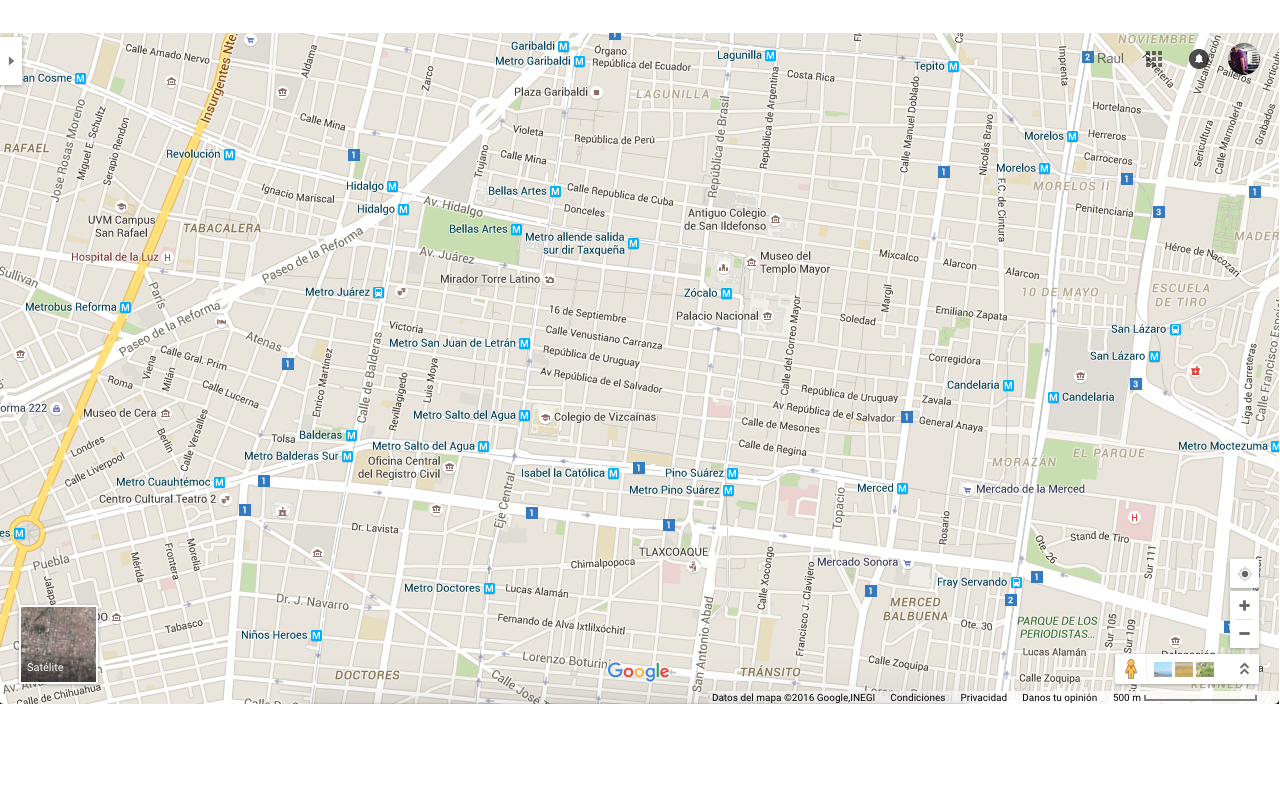 Garibaldi
Metro Garibaldi
Órgano
República del Ecuador
Lagunilla
Costa Rica
Tepito
Imprenta
NOVIEMBRE
Raul
Vulcanización
Palleros
Calle Amado Nervo
Aldama
Insurgentes Nte.
an Cosme
Zarco
Plaza Garibaldi
LAGUNILLA
República de Argentina
República de Brasil
Calle Manuel Doblado
Nicolás Bravo
Hortelanos
Herreros
Carroceros
Sericultura
Calle Marmolería
Grabados
Jose Rosas Moreno
Miguel E. Schultz
Serapio Rendon
RAFAEL
Calle Mina
Violeta
República de Perú
Trujano
Calle Mina
Morelos
Morelos
MORELOS II
Revolución
Hidalgo
Hidalgo
Ignacio Mariscal
Bellas Artes
Calle Republica de Cuba
F.C. de Cintura
Penitenciaria
Av. Hidalgo
Donceles
Antiguo Colegio
de San Ildefonso
UVM Campus
San Rafael
TABACALERA
Bellas Artes
Metro allende salida
sur dir Taxqueña
MADER
Héroe de Nacozari
Hospital de la Luz
Paseo de la Reforma
Av. Juárez
Museo del
Templo Mayor
Mixcalco
Alarcon
Alarcon
Sullivan
Mirador Torre Latino
Zócalo
10 DE MAYO
ESCUELA
DE TIRO
Paris
Metro Juárez
Margil
Metrobus Reforma
16 de Septiembre
Palacio Nacional
Soledad
Emiliano Zapata
Paseo de la Reforma
Victoria
Calle Venustiano Carranza
Calle del Correo Mayor
San Lázaro
Atenas
Metro San Juan de Letrán
República de Uruguay
San Lázaro
Calle Gral. Prim
Corregidora
Viena
Milán
Enrico Martínez
Calle de Balderas
Luis Moya
Av República de el Salvador
Roma
Calle Lucerna
Revillagigedo
República de Uruguay
Candelaria
Candelaria
Zavala
Liga de Carreteras
Calle Francisco Espej
orma 222
Museo de Cera
Metro Salto del Agua
Colegio de Vizcaínas
Av República de el Salvador
Calle de Mesones
General Anaya
Berlín
Calle Versalles
Londres
Tolsa
Balderas
Metro Balderas Sur
Metro Salto del Agua
Calle de Regina
Metro Moctezuma
Calle Liverpool
Oficina Central
del Registro Civil
EL PARQUE
MORAZÁN
Isabel la Católica
Pino Suárez
Metro Cuauhtémoc
Metro Pino Suárez
Merced
Mercado de la Merced
Centro Cultural Teatro 2
Eje Central
Topacio
Rosario
es
Dr. Lavista
Stand de Tiro
Ote. 26
Sur 111
TLAXCOAQUE
Puebla
Mérida
Frontera
Morelia
Chimalpopoca
Calle Xocongo
Francisco J. Clavijero
Mercado Sonora
Fray Servando
Jalapa
Metro Doctores
Lucas Alamán
Dr. J. Navarro
MERCED
BALBUENA
San Antonio Abad
Fernando de Alva Ixtlilxóchitl
Ote. 30
PARQUE DE LOS
PERIODISTAS...
Sur 105
Sur 109
Tabasco
Niños Heroes
Lucas Alamán
Delegación
Satélite
Lorenzo Boturini
Google
Calle Zoquipa
DOCTORES
TRÁNSITO
Calle Zoquipa
KENNEDY
Calle de Chihuahua
Calle José
Datos del mapa ©2016 Google,INEGI
Condiciones
Privacidad
Danos tu opinión
500 m